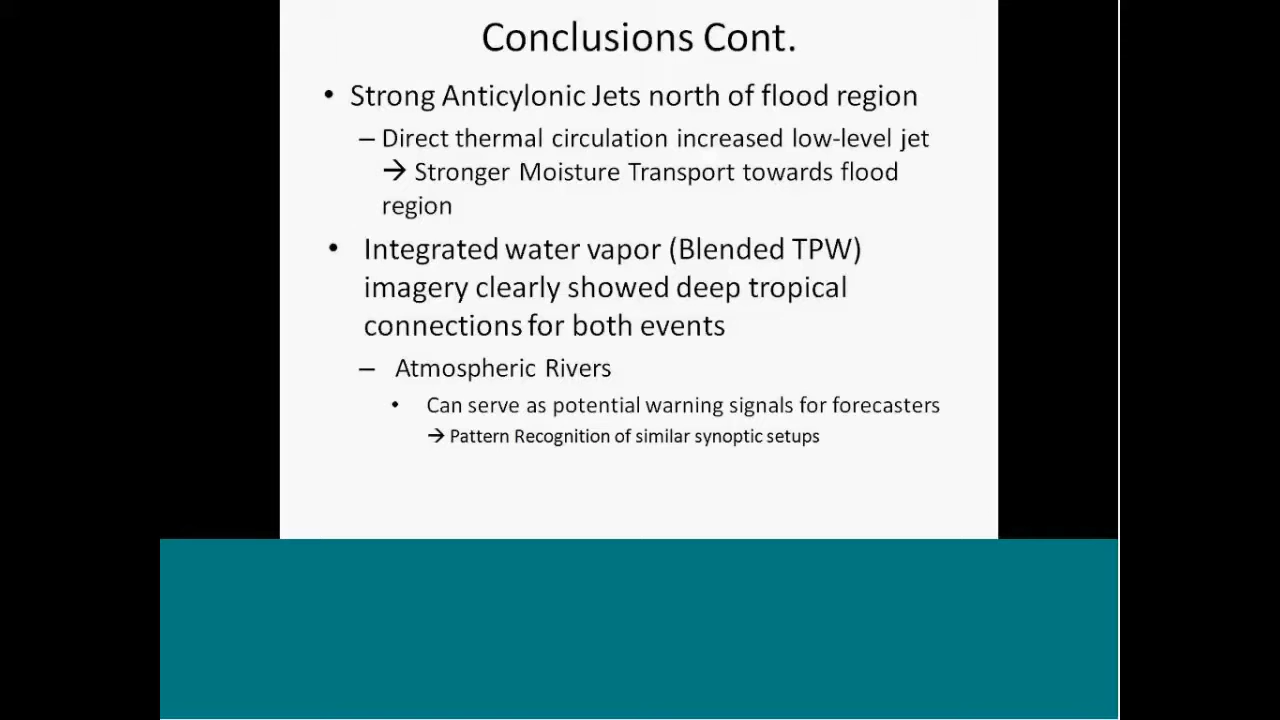 Conclusions Cont.
• Strong Anticylonic Jets north of flood region
– Direct thermal circulation increased low-level jet
→ Stronger Moisture Transport towards flood
region
• Integrated water vapor (Blended TPW)
imagery clearly showed deep tropical
connections for both events
– Atmospheric Rivers
• Can serve as potential warning signals for forecasters
→ Pattern Recognition of similar synoptic setups